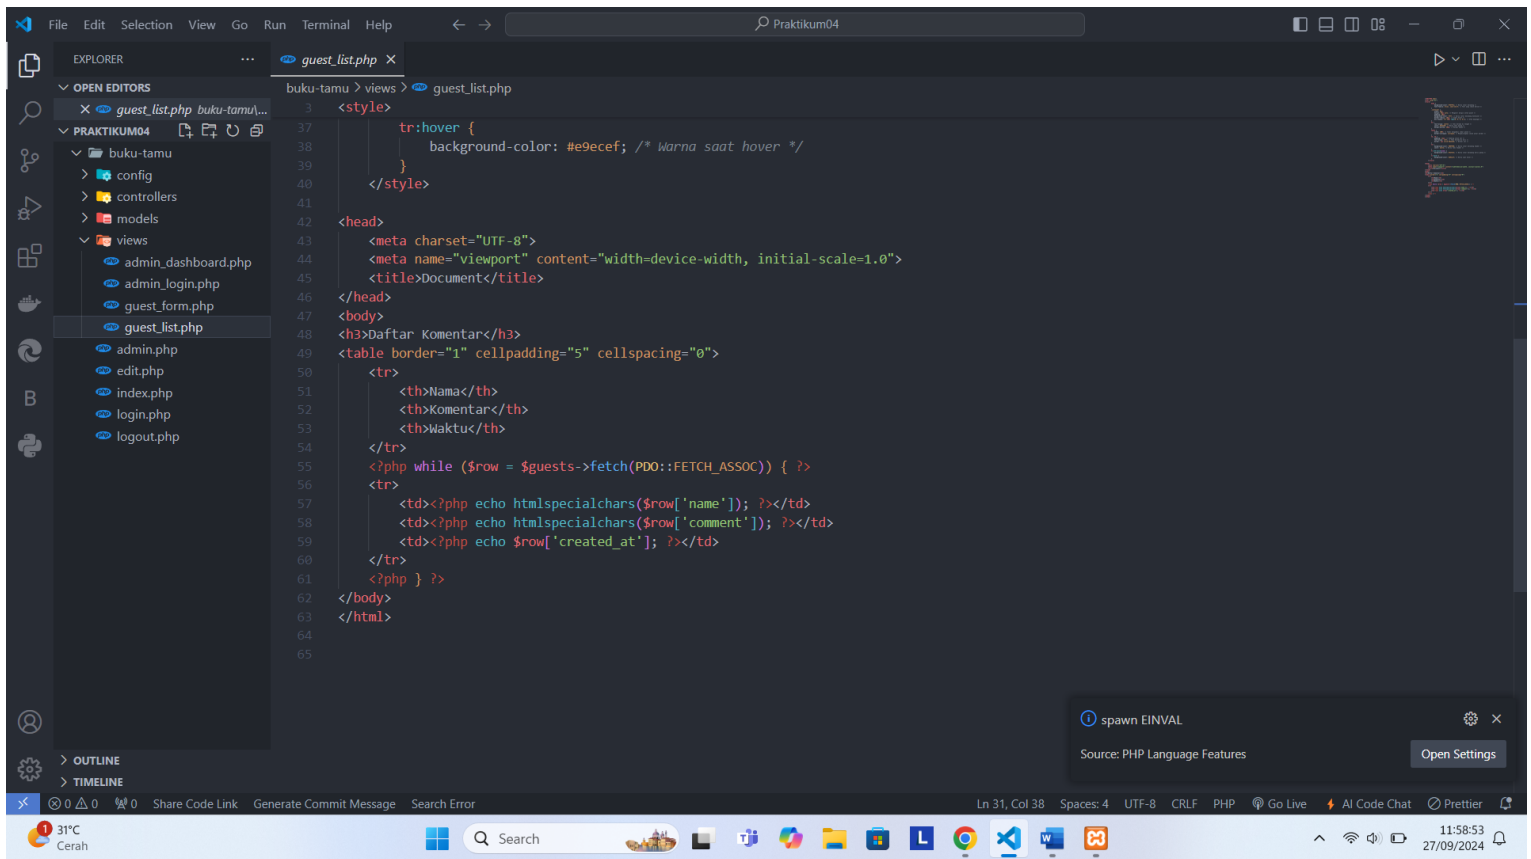 File Edit Selection View Go Run Terminal Help
Praktikum04
EXPLORER
OPEN EDITORS
guest_list.php buku-tamu\...
PRAKTIKUM04
buku-tamu
config
controllers
models
views
admin_dashboard.php
admin_login.php
guest_form.php
guest_list.php
admin.php
edit.php
index.php
login.php
logout.php
OUTLINE
TIMELINE
guest_list.php
buku-tamu > views > guest_list.php
3 <style>
37 tr:hover {
38 background-color: #e9ecef; /* Warna saat hover */
39 }
40 </style>
41
42 <head>
43 <meta charset="UTF-8">
44 <meta name="viewport" content="width=device-width, initial-scale=1.0">
45 <title>Document</title>
46 </head>
47 <body>
48 <h3>Daftar Komentar</h3>
49 <table border="1" cellpadding="5" cellspacing="0">
50 <tr>
51 <th>Nama</th>
52 <th>Komentar</th>
53 <th>Waktu</th>
54 </tr>
55 <?php while ($row = $guests->fetch(PDO::FETCH_ASSOC)) { ?>
56 <tr>
57 <td><?php echo htmlspecialchars($row['name']); ?></td>
58 <td><?php echo htmlspecialchars($row['comment']); ?></td>
59 <td><?php echo $row['created_at']; ?></td>
60 </tr>
61 <?php } ?>
62 </body>
63 </html>
64
65
spawn EINVAL
Source: PHP Language Features
Open Settings
0 0 0 Share Code Link Generate Commit Message Search Error
Ln 31, Col 38 Spaces: 4 UTF-8 CRLF PHP Go Live AI Code Chat Prettier
1
31°C
Cerah
Search
11:58:53
27/09/2024